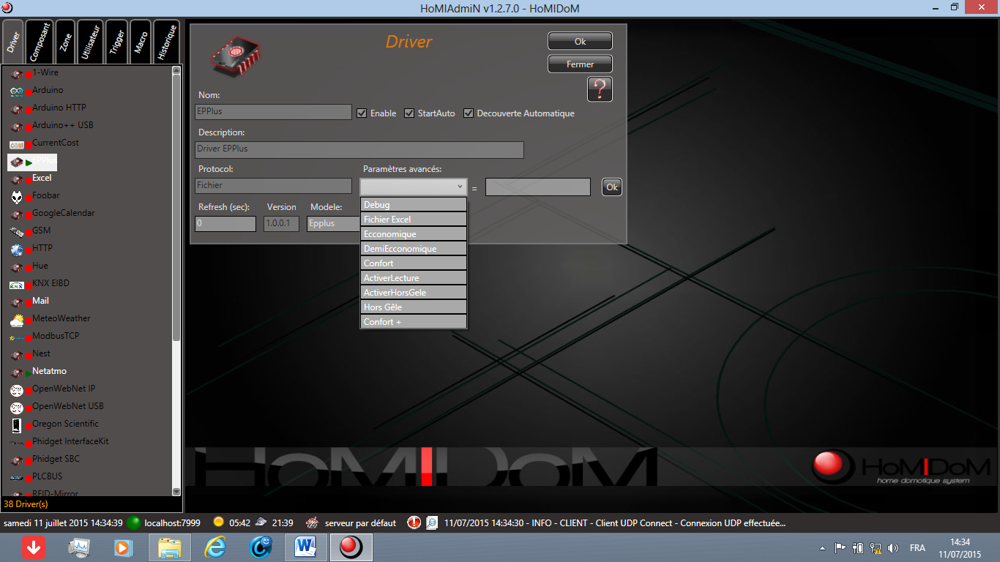 HoMIAdmiN v1.2.7.0 - HoMIDoM
Driver
Composant
Zone
Utilisateur
Trigger
Macro
Historique
1-Wire
Arduino
Arduino HTTP
Arduino++ USB
CurrentCost
EPPlus
Excel
Foobar
GoogleCalendar
GSM
HTTP
Hue
KNX EIBD
Mail
MeteoWeather
ModbusTCP
Nest
Netatmo
OpenWebNet IP
OpenWebNet USB
Oregon Scientific
Phidget InterfaceKit
Phidget SBC
PLCBUS
RFID-Mirror
38 Driver(s)
Driver
Ok
Fermer
Nom:
EPPlus
Enable
StartAuto
Decouverte Automatique
Description:
Driver EPPlus
Protocol:
Paramètres avancés:
Fichier
=
Ok
Refresh (sec):
Version
Modele:
0
1.0.0.1
Epplus
Debug
Fichier Excel
Ecconomique
DemiEcconomique
Confort
ActiverLecture
ActiverHorsGele
Hors Gêle
Confort +
HoMIDoM
HoMIDoM
home domotique system
samedi 11 juillet 2015 14:34:39 localhost:7999 05:42 21:39 serveur par défaut 11/07/2015 14:34:30 - INFO - CLIENT - Client UDP Connect - Connexion UDP effectuée...
FRA
14:34
11/07/2015